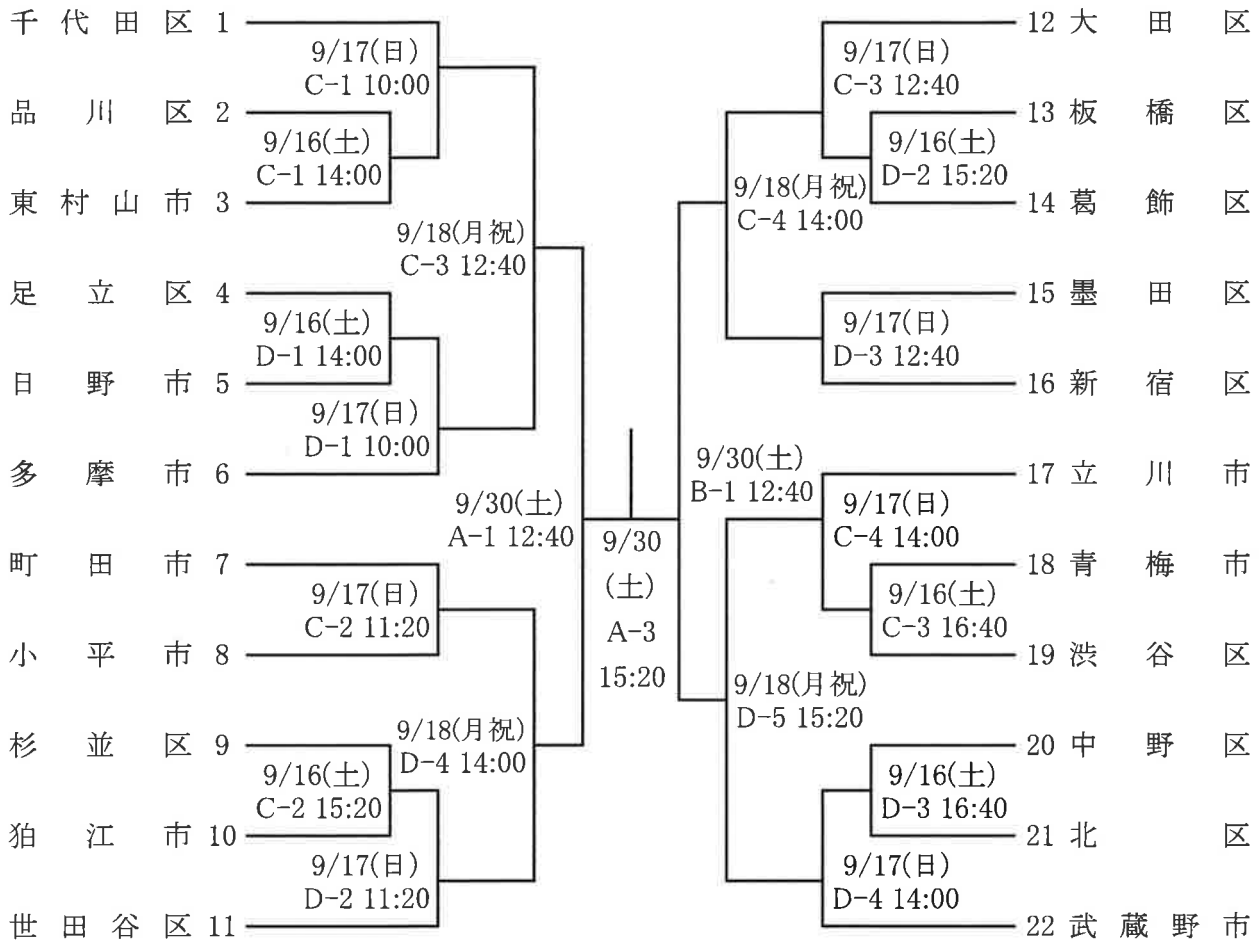 千代田区 1
9/17(日)
C-1 10:00
品川区 2
9/16(土)
C-1 14:00
東村山市 3
9/18(月祝)
C-3 12:40
足立区 4
9/16(土)
D-1 14:00
日野市 5
9/17(日)
D-1 10:00
多摩市 6
9/30(土)
A-1 12:40
町田市 7
9/17(日)
C-2 11:20
小平市 8
9/18(月祝)
D-4 14:00
杉並区 9
9/16(土)
C-2 15:20
狛江市 10
9/17(日)
D-2 11:20
世田谷区 11
9/30
(土)
A-3
15:20
12 大田区
9/17(日)
C-3 12:40
13 板橋区
9/16(土)
D-2 15:20
14 葛飾区
9/18(月祝)
C-4 14:00
15 墨田区
9/17(日)
D-3 12:40
16 新宿区
9/30(土)
B-1 12:40
17 立川市
9/17(日)
C-4 14:00
18 青梅市
9/16(土)
C-3 16:40
19 渋谷区
9/18(月祝)
D-5 15:20
20 中野区
9/16(土)
D-3 16:40
21 北区
9/17(日)
D-4 14:00
22 武蔵野市